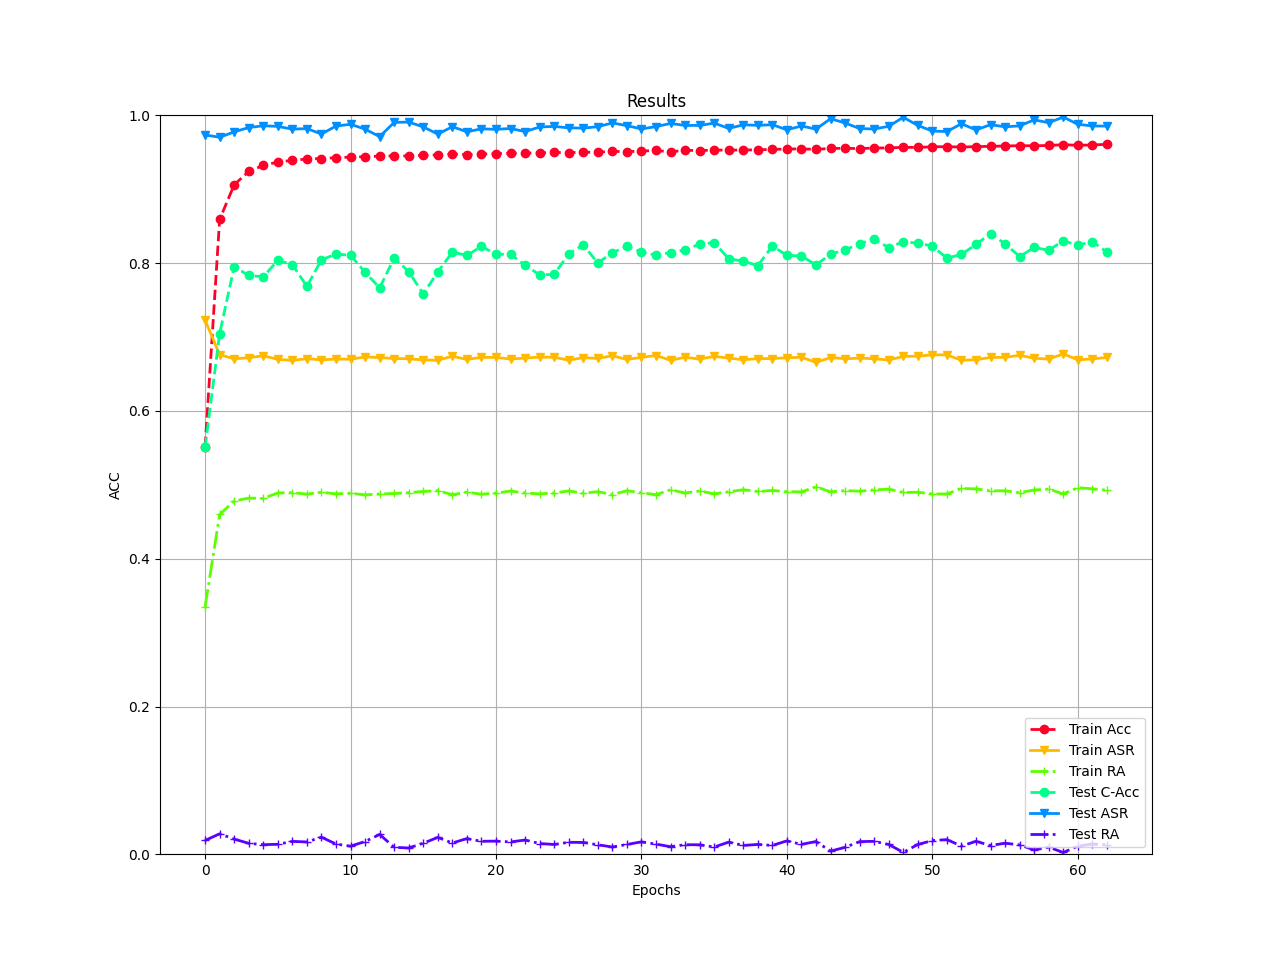 Results
1.0
0.8
0.6
0.4
0.2
0.0
ACC
0 10 20 30 40 50 60
Epochs
Train Acc
Train ASR
Train RA
Test C-Acc
Test ASR
Test RA